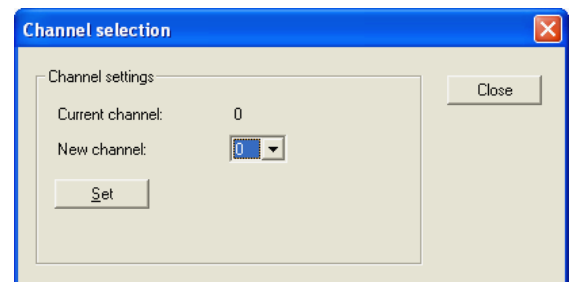 Channel selection
Channel settings
Close
Current channel: 0
New channel: 0
Set